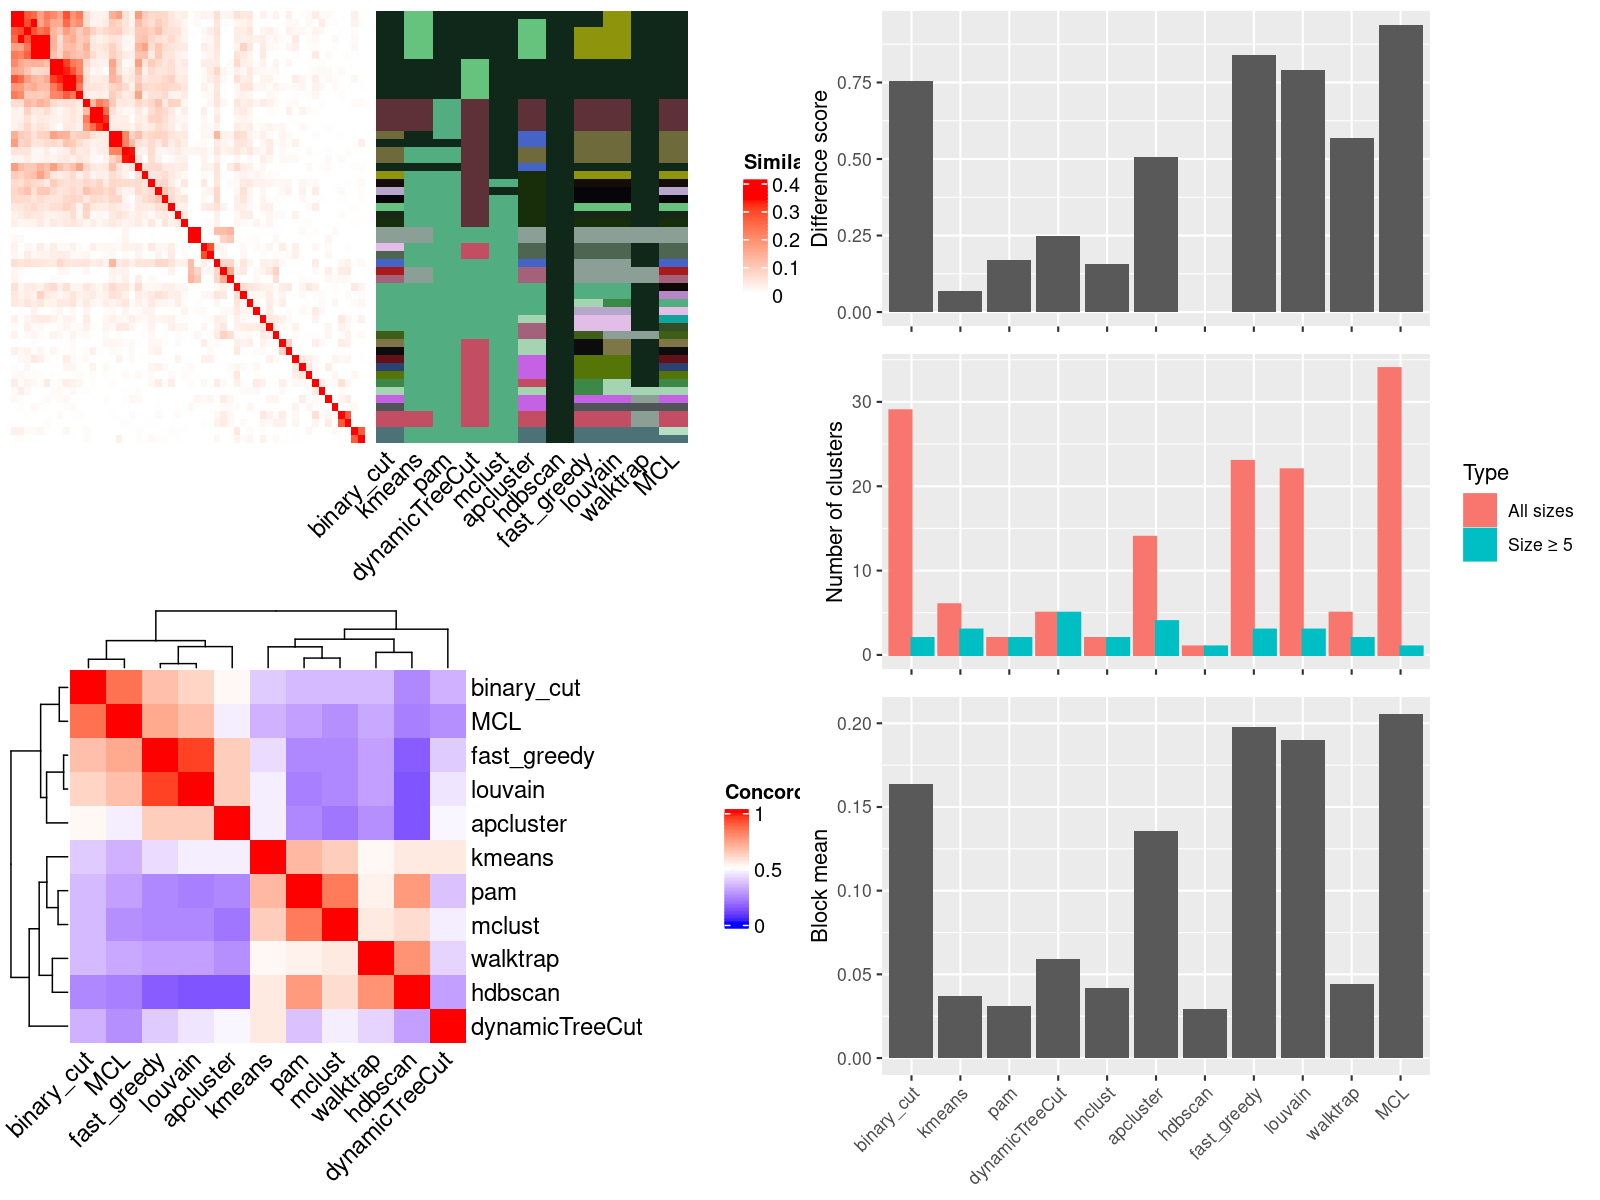 Simila
0.4
0.3
0.2
0.1
0
binary_cut
kmeans
pam
dynamicTreeCut
mclust
apcluster
hdbscan
fast_greedy
louvain
walktrap
MCL
binary_cut
MCL
fast_greedy
louvain
apcluster
kmeans
pam
mclust
walktrap
hdbscan
dynamicTreeCut
binary_cut
MCL
fast_greedy
louvain
apcluster
kmeans
pam
mclust
walktrap
hdbscan
dynamicTreeCut
Concord
1
0.5
0
Difference score
0.75
0.50
0.25
0.00
Number of clusters
30
20
10
0
Type
All sizes
Size ≥ 5
Block mean
0.20
0.15
0.10
0.05
0.00
binary_cut
kmeans
pam
dynamicTreeCut
mclust
apcluster
hdbscan
fast_greedy
louvain
walktrap
MCL